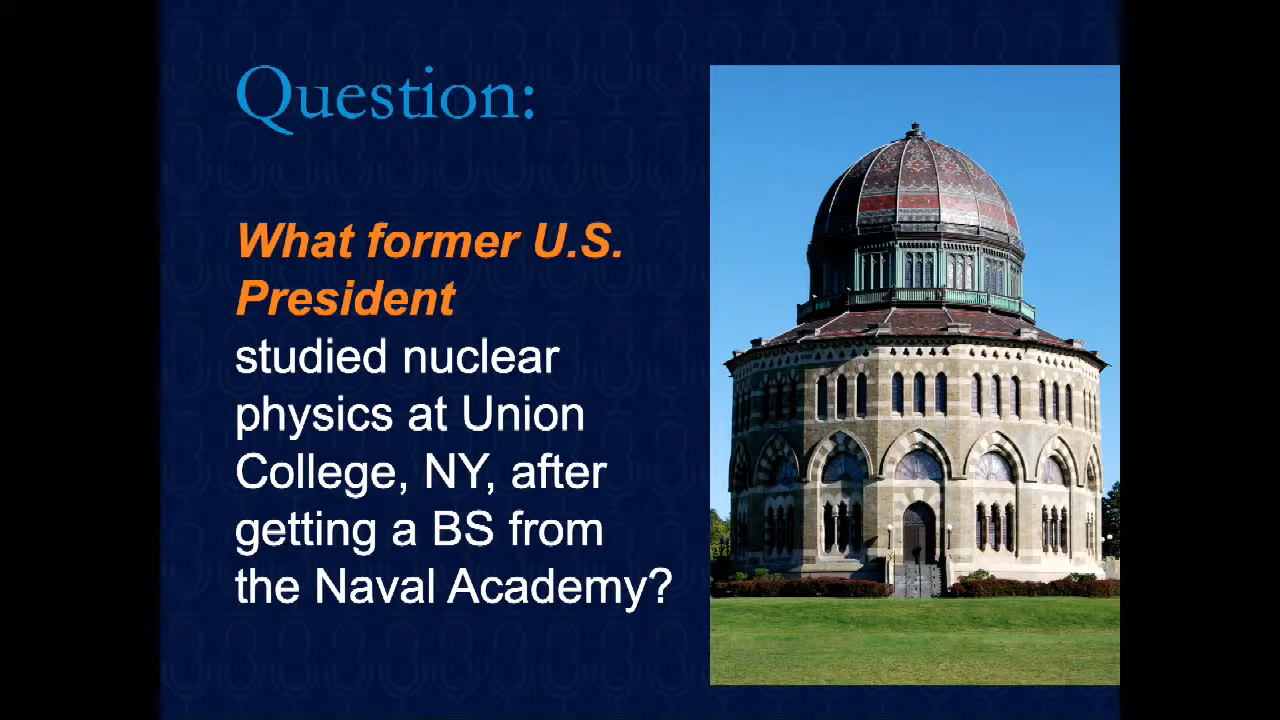 Question:
What former U.S.
President
studied nuclear
physics at Union
College, NY, after
getting a BS from
the Naval Academy?